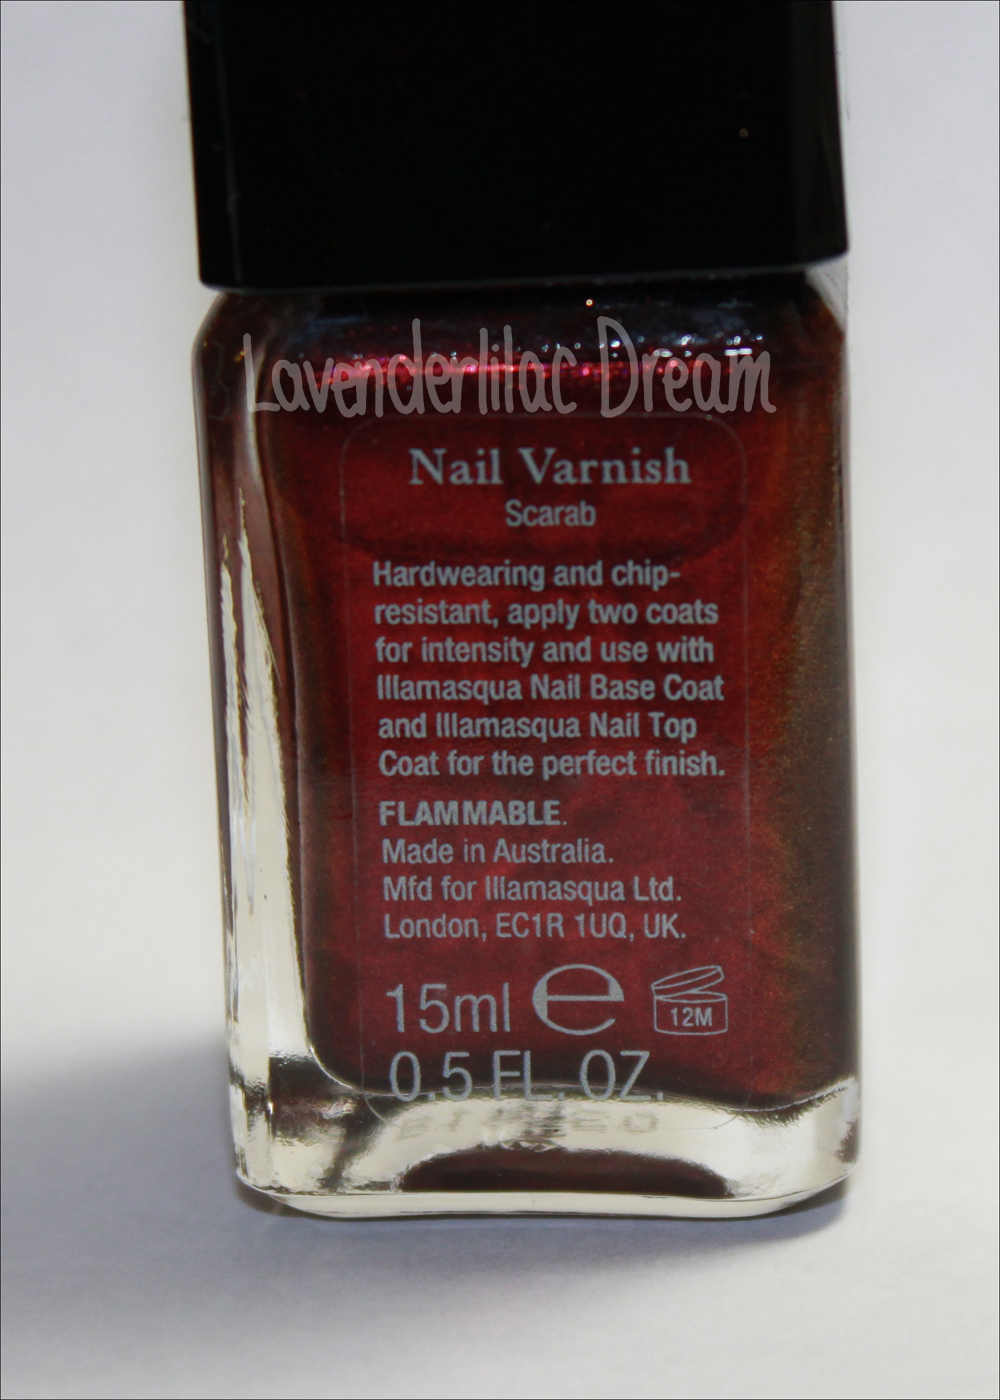 Lavenderlilac Dream
Nail Varnish
Scarab
Hardwearing and chip-
resistant, apply two coats
for intensity and use with
Illamasqua Nail Base Coat
and Illamasqua Nail Top
Coat for the perfect finish.
FLAMMABLE.
Made in Australia.
Mfd for Illamasqua Ltd.
London, EC1R 1UQ, UK.
15ml e 12M
0.5 FL. OZ.